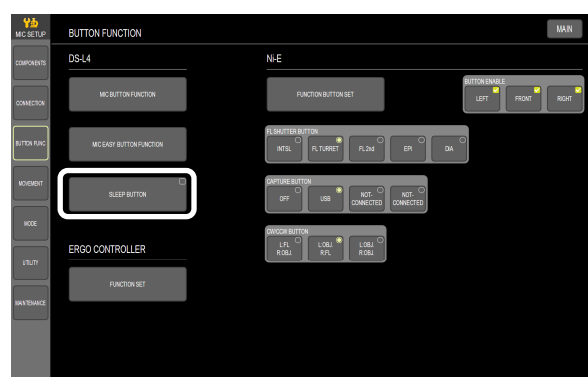 MIC SETUP
BUTTON FUNCTION
MAIN
COMPONENTS
CONNECTION
BUTTON FUNC
MOVEMENT
MODE
UTILITY
MAINTENANCE
DS-L4
MIC BUTTON FUNCTION
MIC EASY BUTTON FUNCTION
SLEEP BUTTON
ERGO CONTROLLER
FUNCTION SET
Ni-E
FUNCTION BUTTON SET
BUTTON ENABLE
LEFT FRONT RIGHT
FL SHUTTER BUTTON
INTSL FL TURRET FL 2nd EPI DIA
CAPTURE BUTTON
OFF USB NOT- NOT-
CONNECTED CONNECTED
CW/CCW BUTTON
L:FL L:OBJ. L:OBJ.
R:OBJ. R:FL R:OBJ.